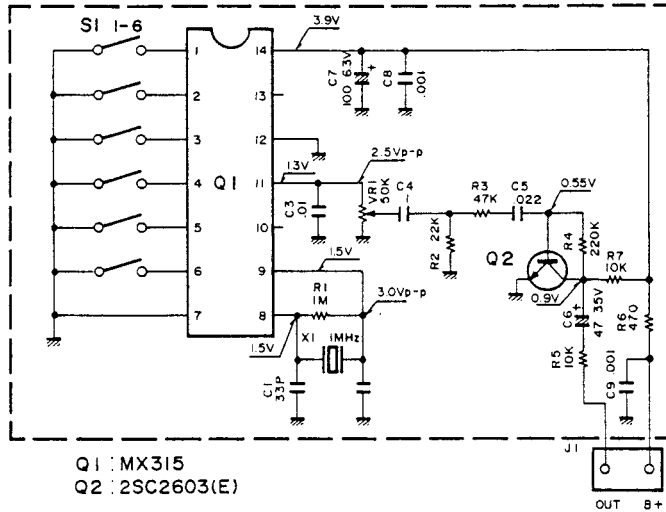 S1 1-6
3.9V
1
14
C7
100 63V
+
C8
.001
2
13
3
12
Q1
2.5Vp-p
1.3V
4
11
C3
.01
VR1
50K
C4
1
R3
47K
C5
.022
0.55V
5
10
R2 22K
Q2
R4
220K
R7
10K
1.5V
6
9
R1
1M
3.0Vp-p
0.9V
C6
+
47 35V
R6
470
7
8
1.5V
X1
1MHz
R5
10K
C1
33P
C9 .001
J1
Q1 : MX315
Q2 : 2SC2603(E)
OUT B+